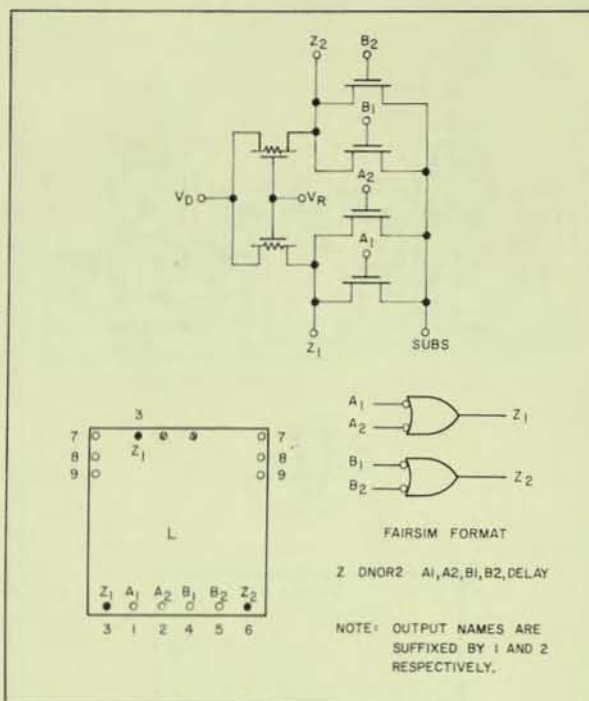 Z2 B2
B1
A2
VD VR
A1
Z1 SUBS
3
7 7
Z1
8 8
9 9
L
Z1 A1 A2 B1 B2 Z2
3 1 2 4 5 6
A1
A2
Z1
B1
B2
Z2
FAIRSIM FORMAT
Z DNOR2 A1,A2,B1,B2,DELAY
NOTE: OUTPUT NAMES ARE
SUFFIXED BY 1 AND 2
RESPECTIVELY.